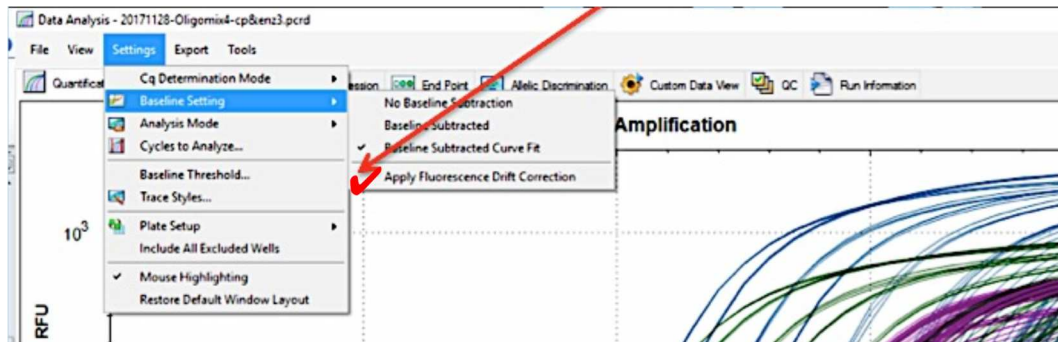 Data Analysis - 20171128-Oligomix4-cp&enz3.pcrd
File View Settings Export Tools
End Point Allelic Discrimination Custom Data View QC Run Information
Cq Determination Mode
Baseline Setting
Analysis Mode
Cycles to Analyze...
Baseline Threshold...
Trace Styles...
Plate Setup
Include All Excluded Wells
Mouse Highlighting
Restore Default Window Layout
No Baseline Subtraction
Baseline Subtracted
Baseline Subtracted Curve Fit
Apply Fluorescence Drift Correction
Amplification
10³
RFU